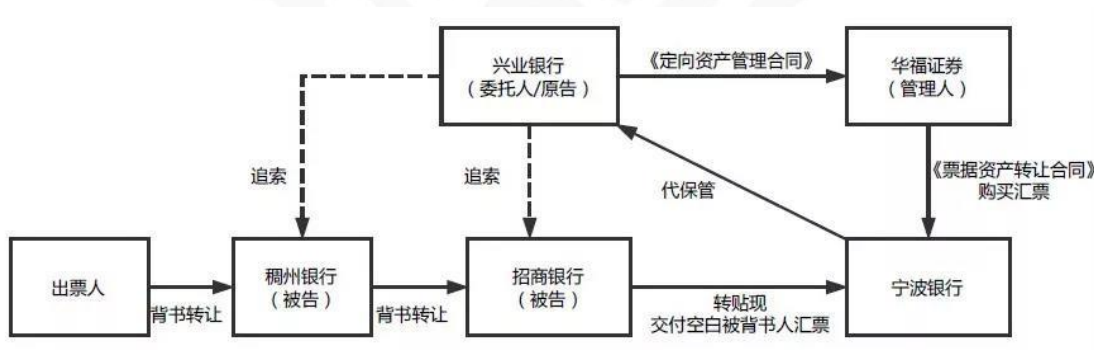 兴业银行
（委托人/原告）
《定向资产管理合同》
华福证券
（管理人）
追索
追索
代保管
《票据资产转让合同》
购买汇票
出票人
背书转让
稠州银行
（被告）
背书转让
招商银行
（被告）
转贴现
交付空白被背书人汇票
宁波银行